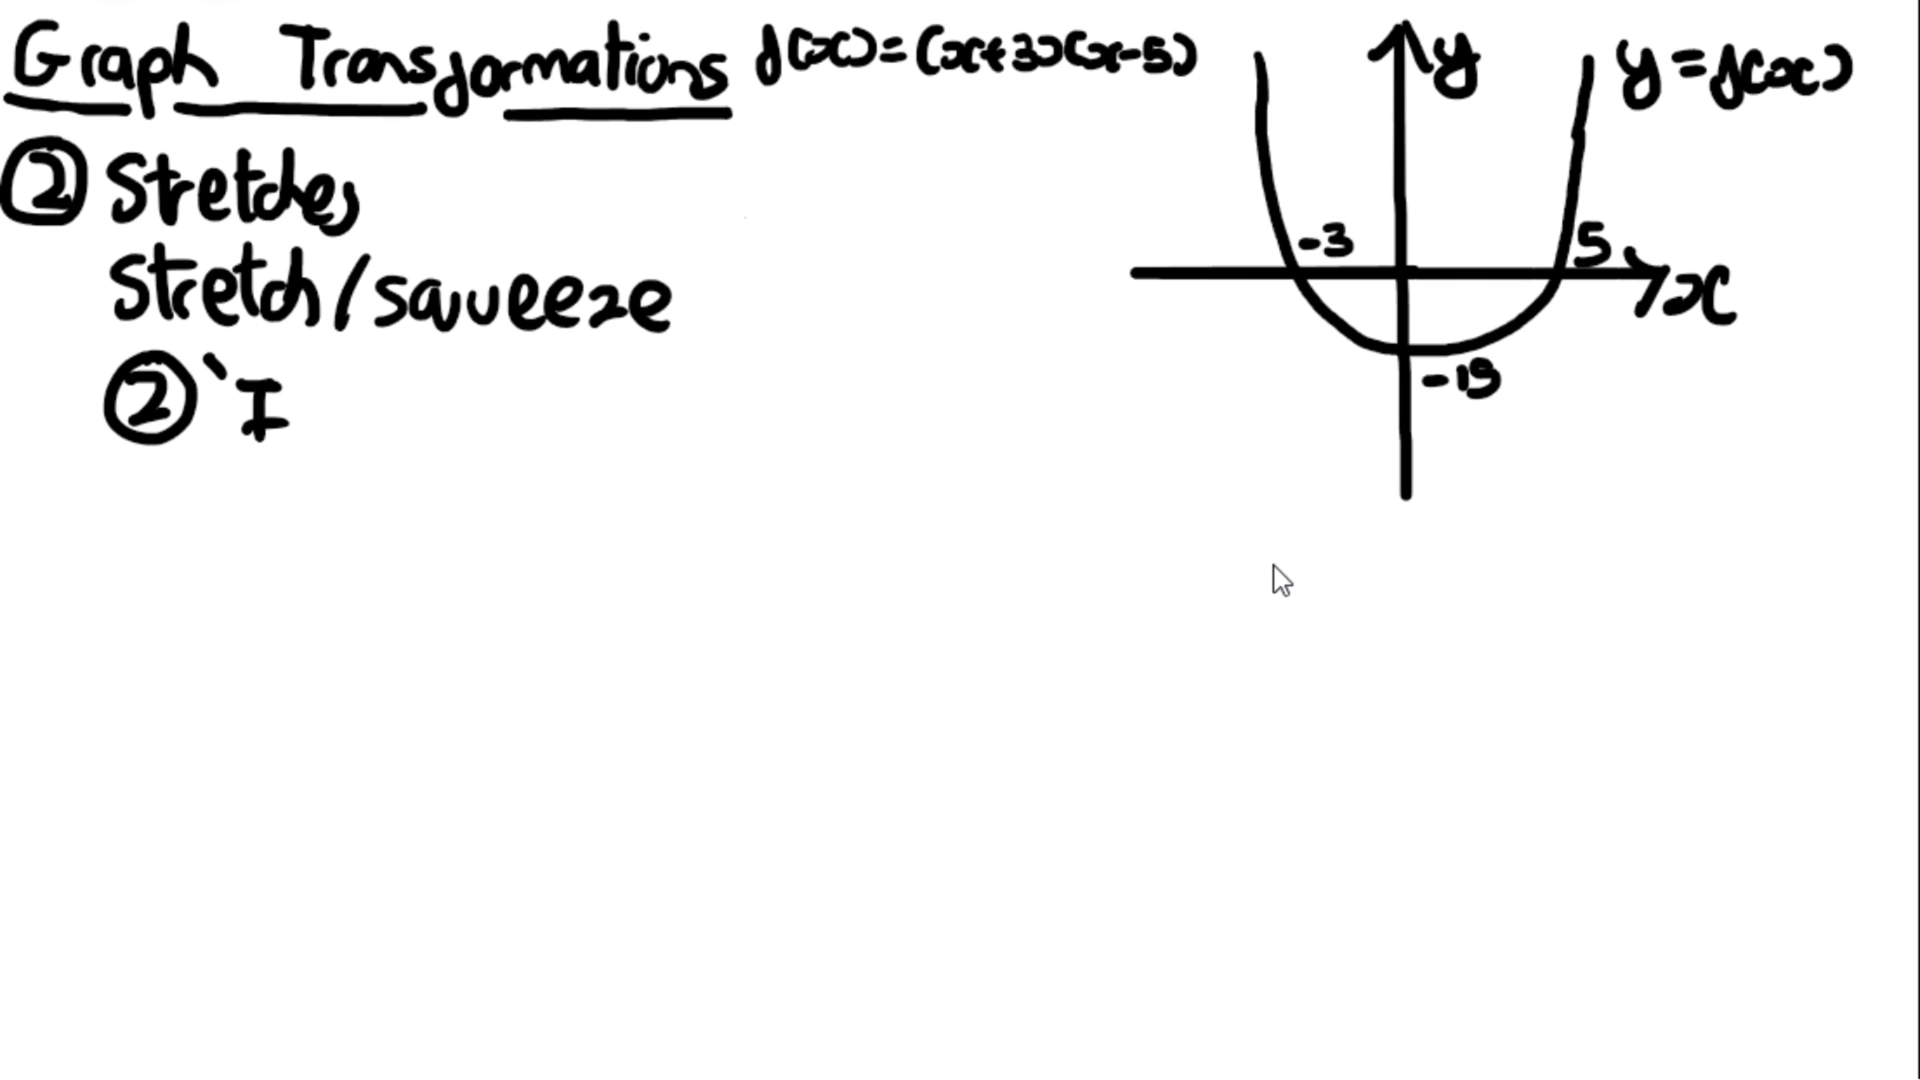 Graph Transformations f(x)=(x+3)(x-5)
② Stretches
Stretch/squeeze
② I
y
y=f(x)
-3
5
x
-15